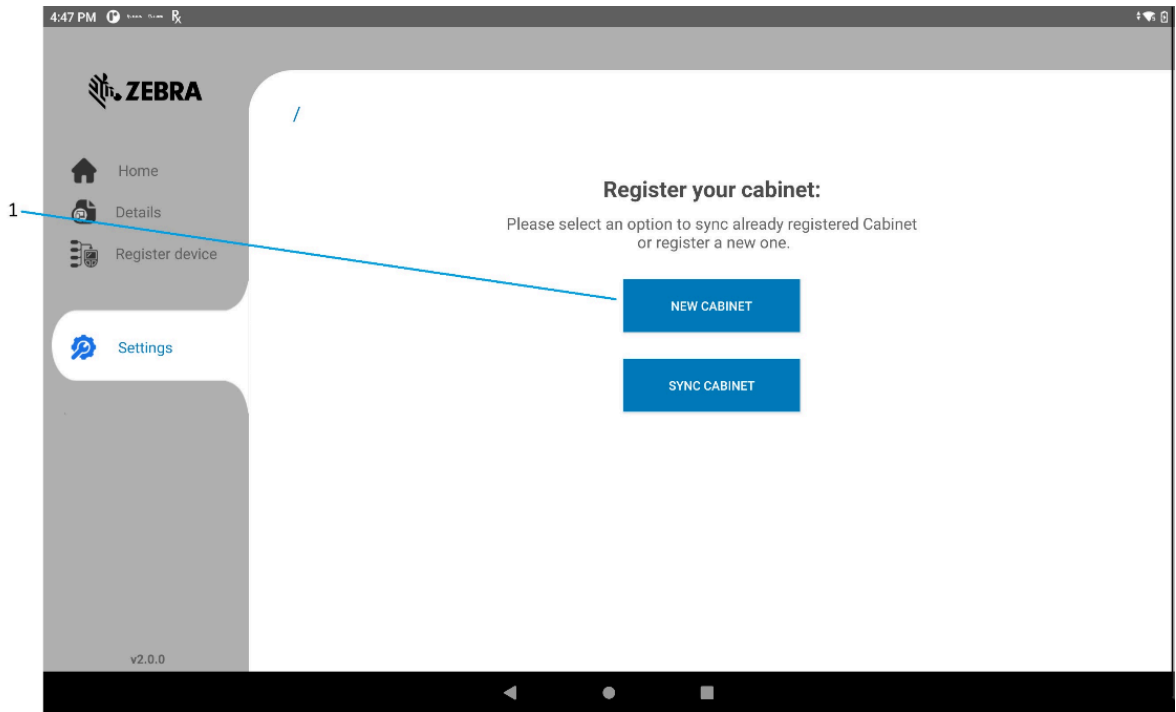 4:47 PM
ZEBRA
/
Home
1
Details
Register device
Settings
v2.0.0
Register your cabinet:
Please select an option to sync already registered Cabinet
or register a new one.
NEW CABINET
SYNC CABINET